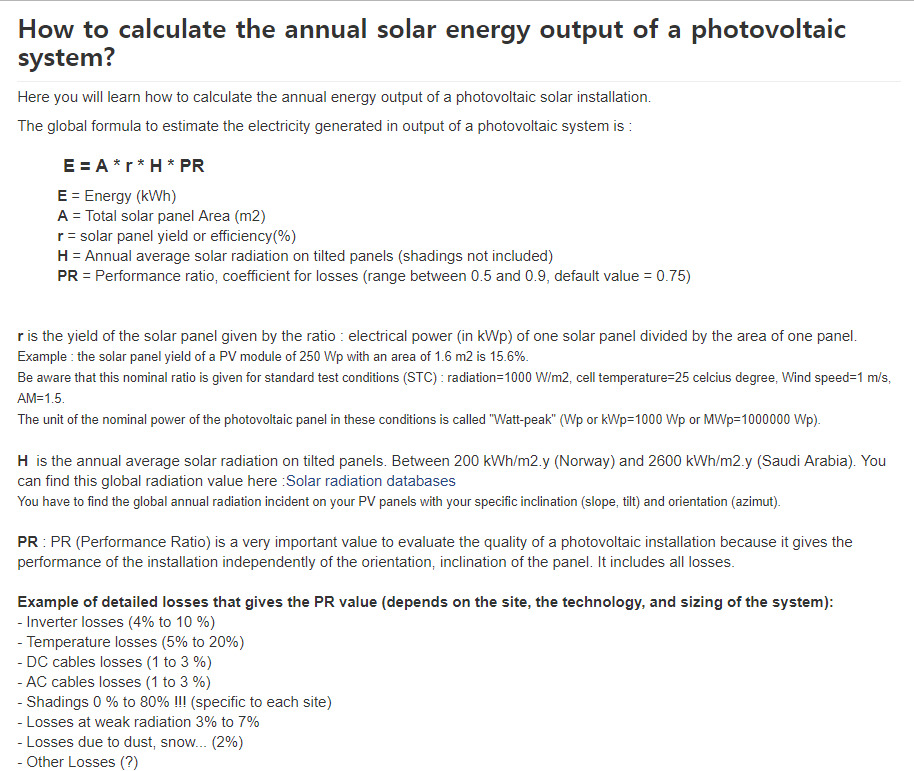 How to calculate the annual solar energy output of a photovoltaic
system?
Here you will learn how to calculate the annual energy output of a photovoltaic solar installation.
The global formula to estimate the electricity generated in output of a photovoltaic system is :
E = A * r * H * PR
E = Energy (kWh)
A = Total solar panel Area (m2)
r = solar panel yield or efficiency(%)
H = Annual average solar radiation on tilted panels (shadings not included)
PR = Performance ratio, coefficient for losses (range between 0.5 and 0.9, default value = 0.75)
r is the yield of the solar panel given by the ratio : electrical power (in kWp) of one solar panel divided by the area of one panel.
Example : the solar panel yield of a PV module of 250 Wp with an area of 1.6 m2 is 15.6%.
Be aware that this nominal ratio is given for standard test conditions (STC) : radiation=1000 W/m2, cell temperature=25 celcius degree, Wind speed=1 m/s,
AM=1.5.
The unit of the nominal power of the photovoltaic panel in these conditions is called "Watt-peak" (Wp or kWp=1000 Wp or MWp=1000000 Wp).
H is the annual average solar radiation on tilted panels. Between 200 kWh/m2.y (Norway) and 2600 kWh/m2.y (Saudi Arabia). You
can find this global radiation value here :Solar radiation databases
You have to find the global annual radiation incident on your PV panels with your specific inclination (slope, tilt) and orientation (azimut).
PR : PR (Performance Ratio) is a very important value to evaluate the quality of a photovoltaic installation because it gives the
performance of the installation independently of the orientation, inclination of the panel. It includes all losses.
Example of detailed losses that gives the PR value (depends on the site, the technology, and sizing of the system):
- Inverter losses (4% to 10 %)
- Temperature losses (5% to 20%)
- DC cables losses (1 to 3 %)
- AC cables losses (1 to 3 %)
- Shadings 0 % to 80% !!! (specific to each site)
- Losses at weak radiation 3% to 7%
- Losses due to dust, snow... (2%)
- Other Losses (?)